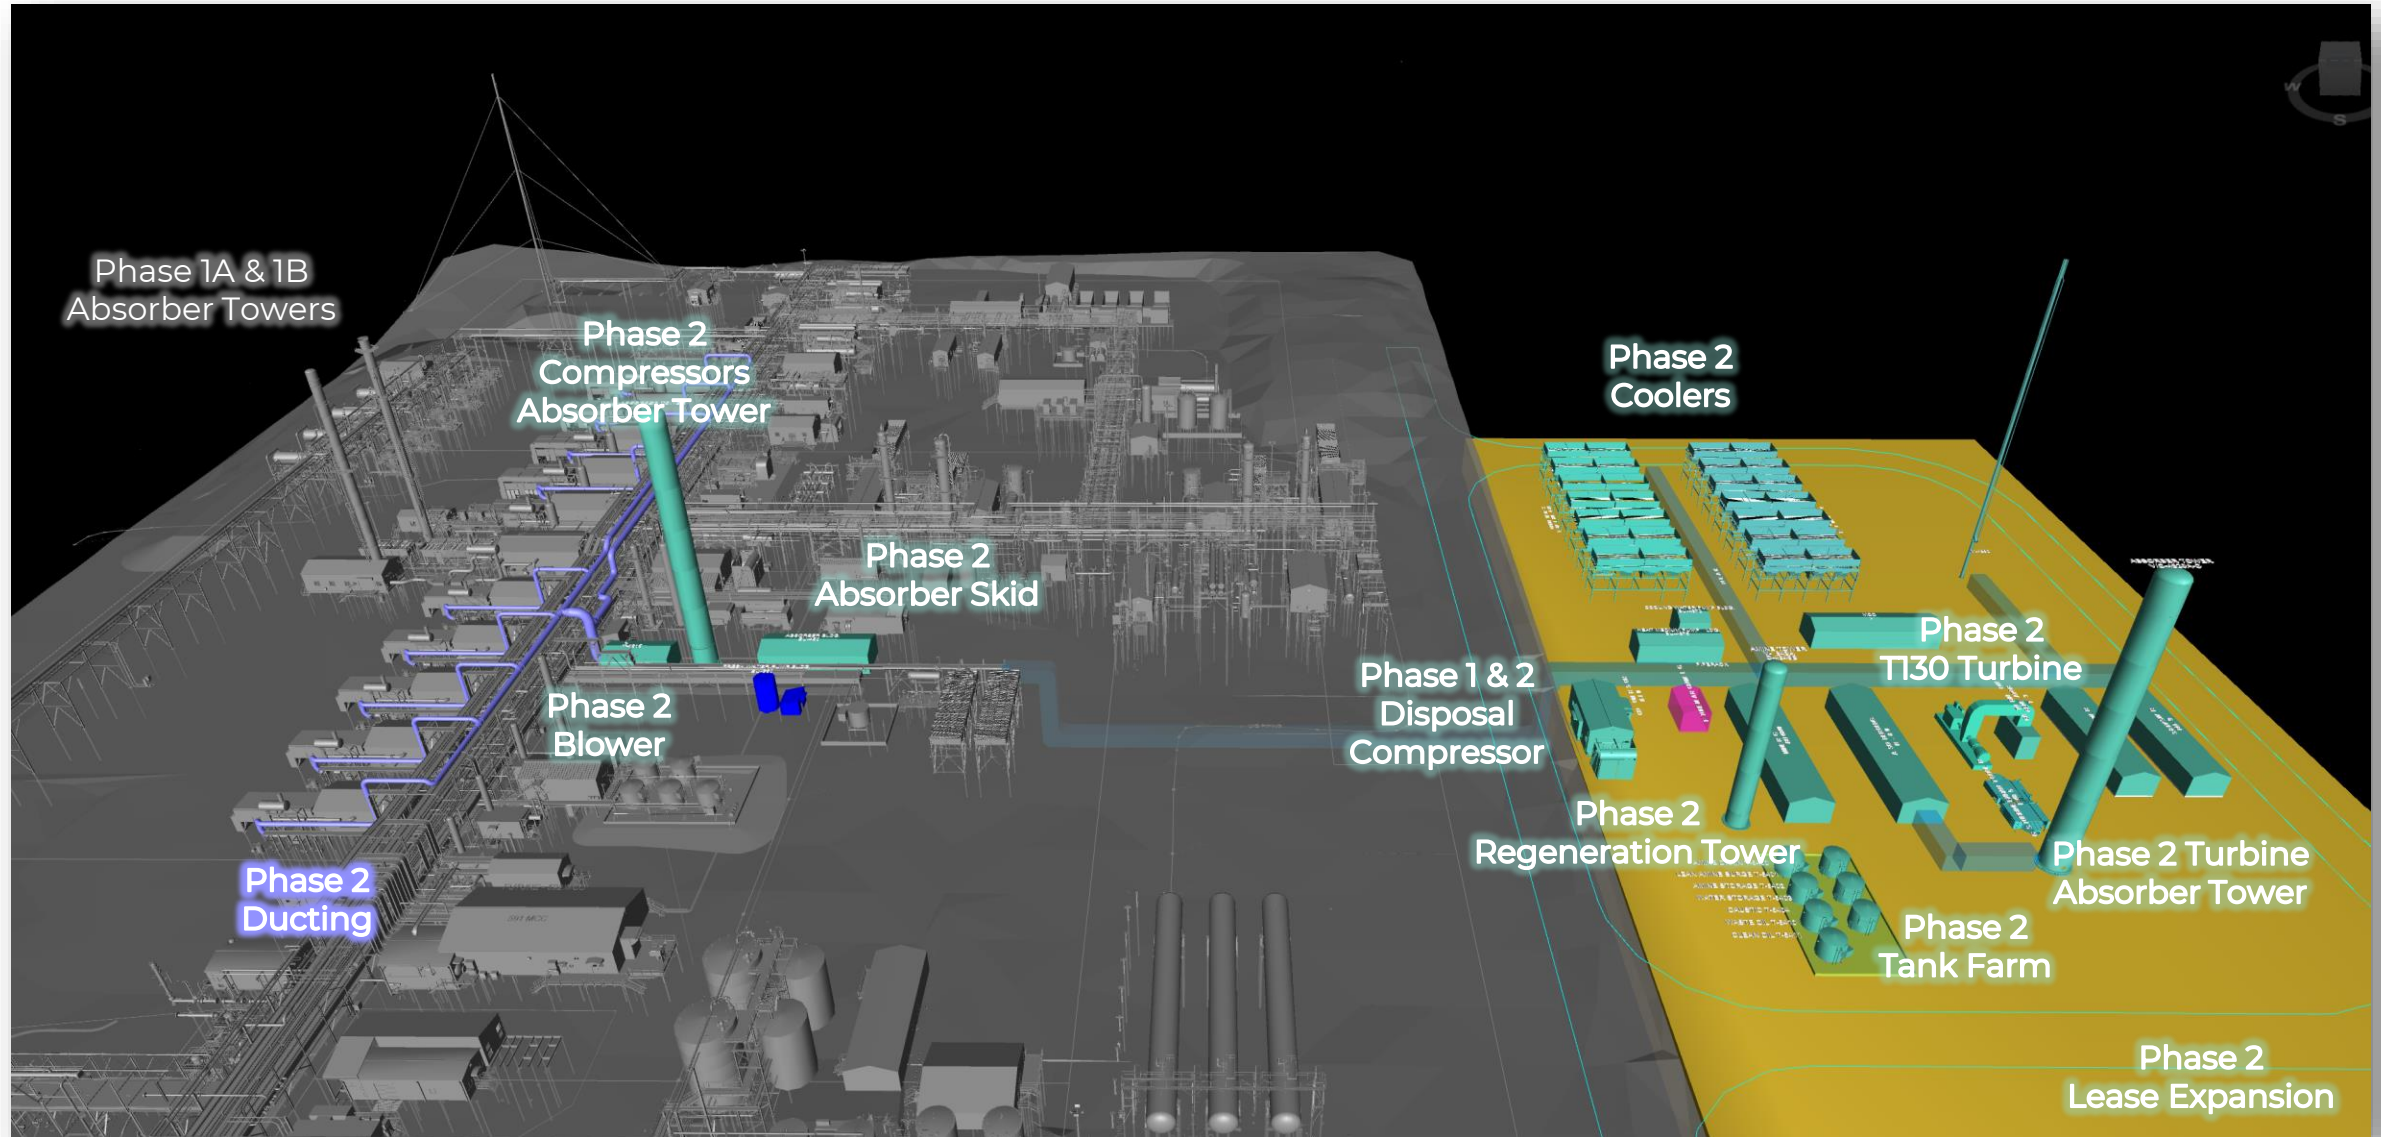 Phase 1A & 1B
Absorber Towers
Phase 2
Compressors
Absorber Tower
Phase 2
Coolers
Phase 2
Absorber Skid
Phase 2
T130 Turbine
Phase 1 & 2
Disposal
Compressor
Phase 2
Blower
Phase 2
Regeneration Tower
Phase 2 Turbine
Absorber Tower
Phase 2
Ducting
Phase 2
Tank Farm
Phase 2
Lease Expansion
W
S
591 MCC